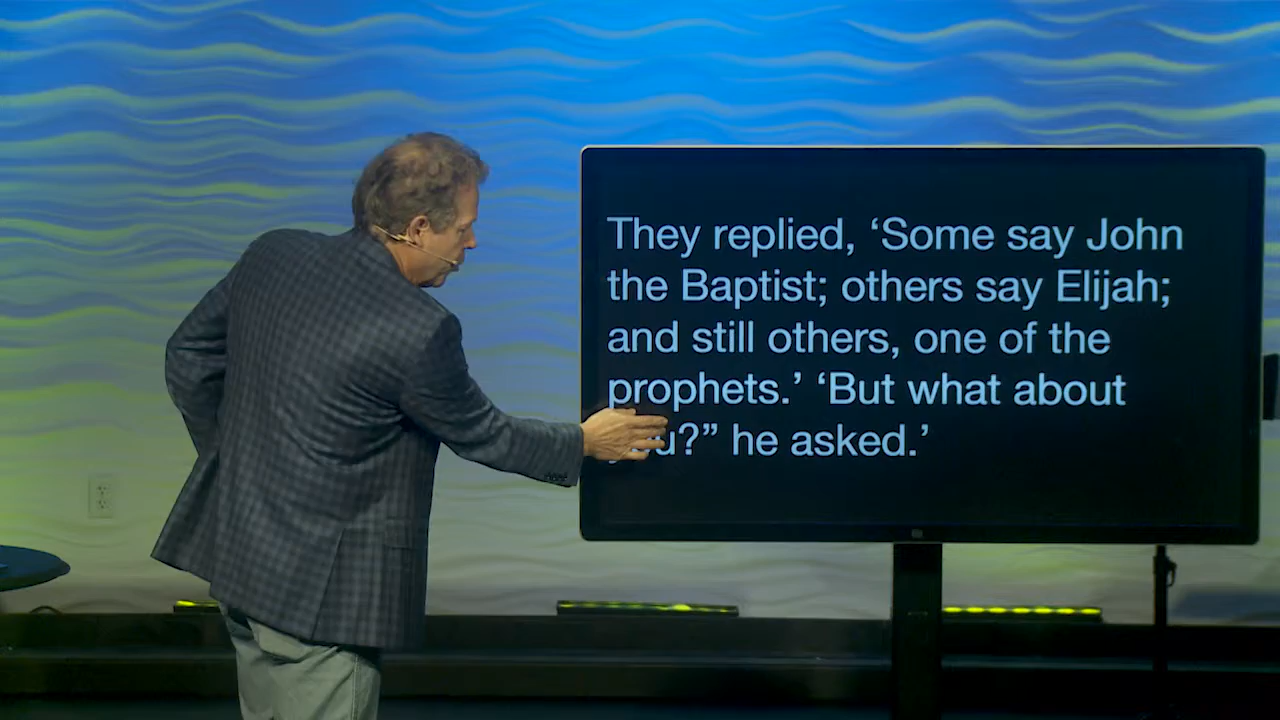 They replied, ‘Some say John
the Baptist; others say Elijah;
and still others, one of the
prophets.’ ‘But what about
you?” he asked.’